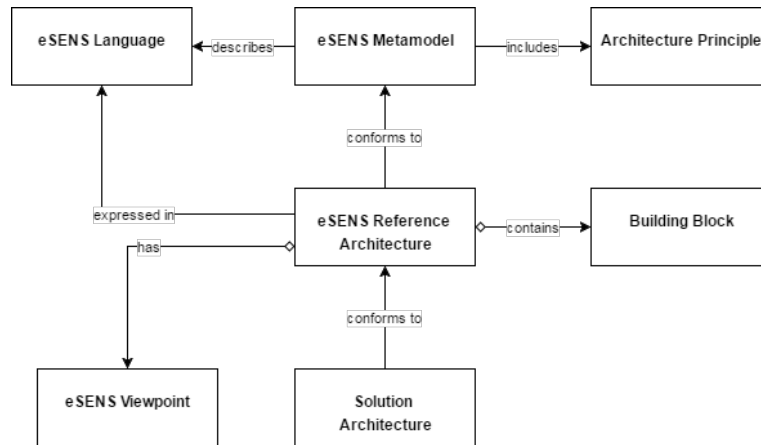 eSENS Language
describes
eSENS Metamodel
includes
Architecture Principle
conforms to
expressed in
eSENS Reference
Architecture
contains
Building Block
has
conforms to
eSENS Viewpoint
Solution
Architecture